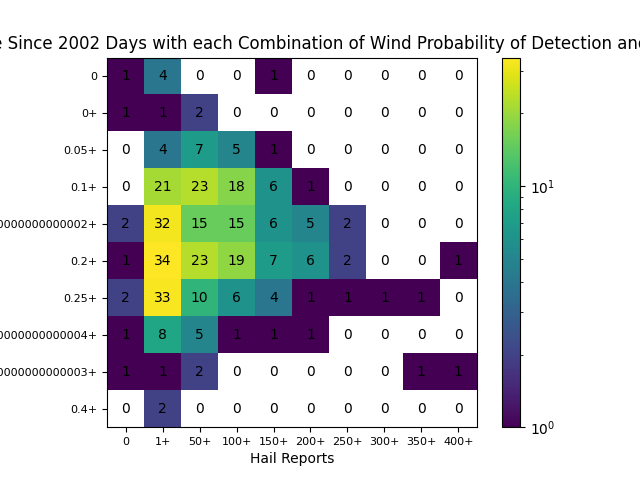 Since 2002 Days with each Combination of Wind Probability of Detection and
0 1 4 0 0 1 0 0 0 0 0
0+ 1 1 2 0 0 0 0 0 0 0
0.05+ 0 4 7 5 1 0 0 0 0 0
0.1+ 0 21 23 18 6 1 0 0 0 0
0000000000002+ 2 32 15 15 6 5 2 0 0 0
0.2+ 1 34 23 19 7 6 2 0 0 1
0.25+ 2 33 10 6 4 1 1 1 1 0
0000000000004+ 1 8 5 1 1 1 0 0 0 0
0000000000003+ 1 1 2 0 0 0 0 0 1 1
0.4+ 0 2 0 0 0 0 0 0 0 0
0 1+ 50+ 100+ 150+ 200+ 250+ 300+ 350+ 400+
Hail Reports
10¹
10⁰